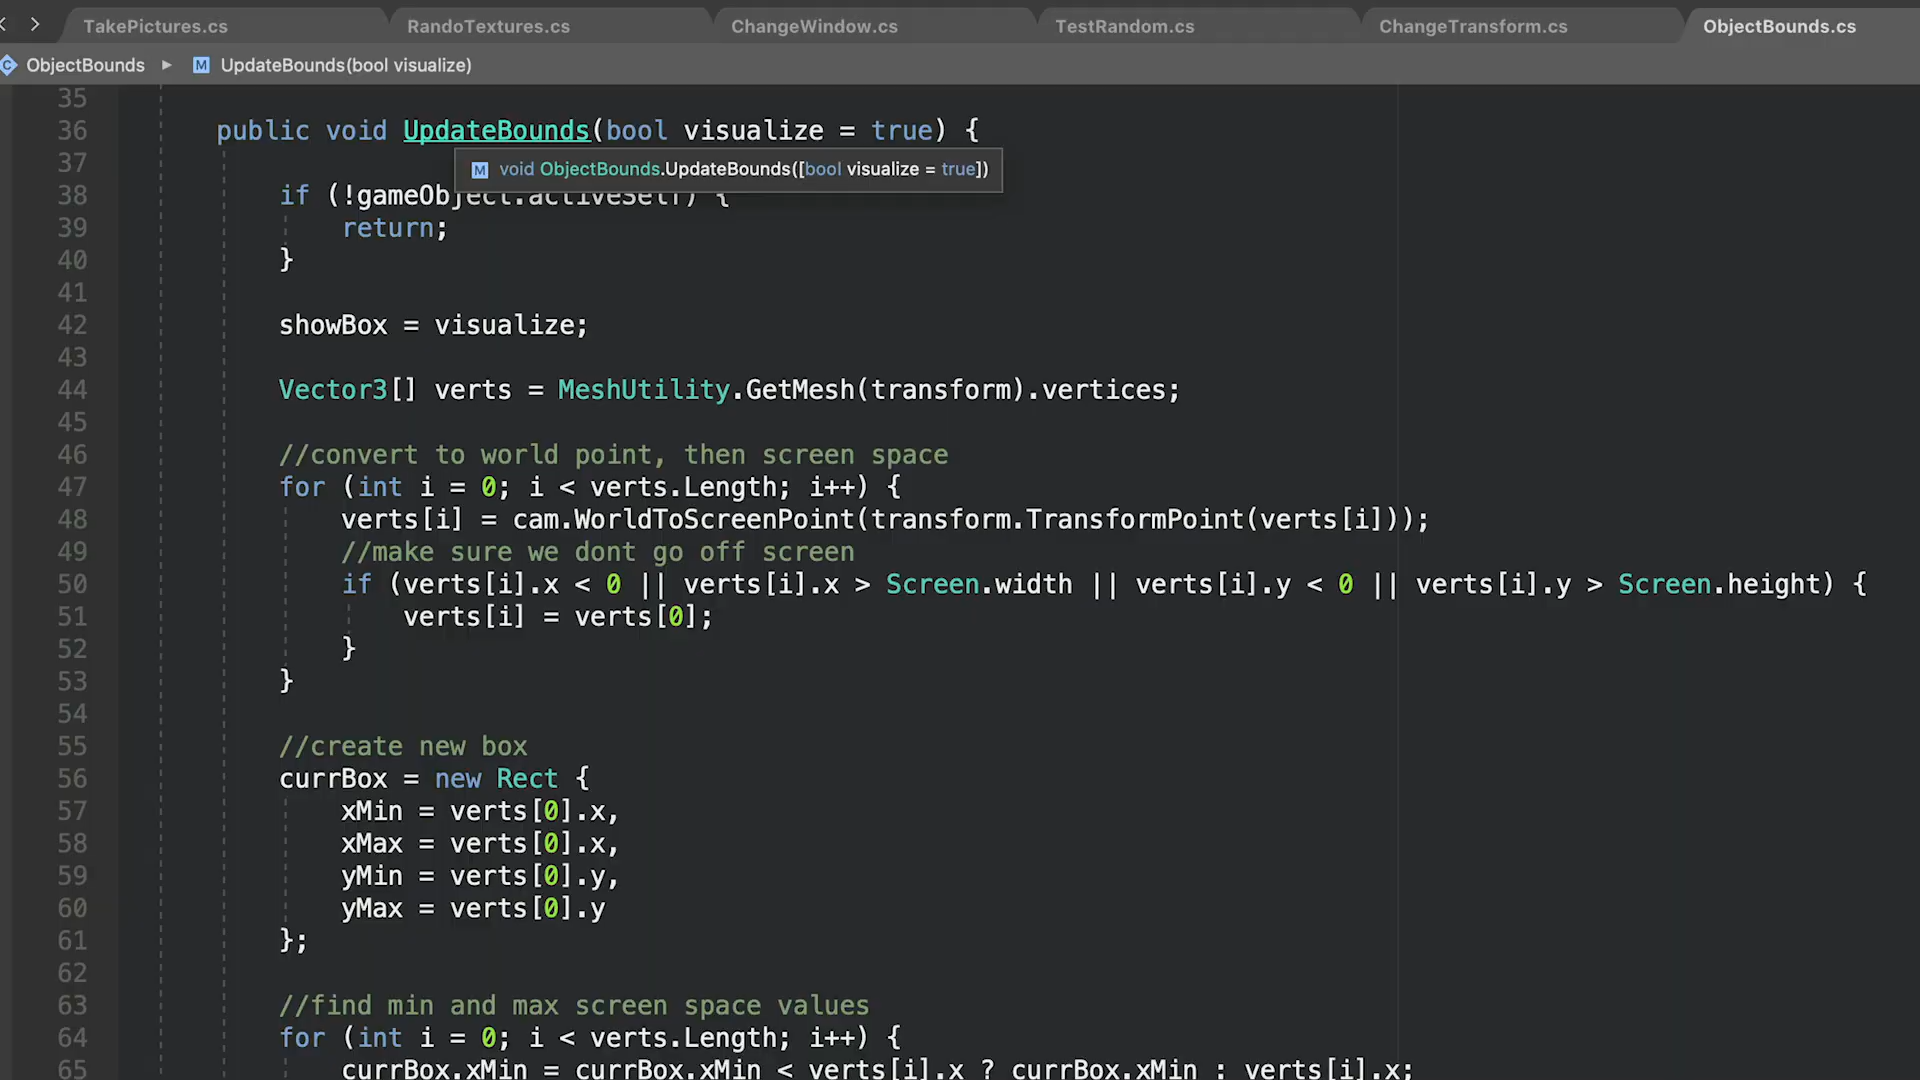 TakePictures.cs RandoTextures.cs ChangeWindow.cs TestRandom.cs ChangeTransform.cs ObjectBounds.cs
ObjectBounds M UpdateBounds(bool visualize)
35
36 public void UpdateBounds(bool visualize = true) {
37
M void ObjectBounds.UpdateBounds([bool visualize = true])
38 if (!gameObject.activeSelf) {
39 return;
40 }
41
42 showBox = visualize;
43
44 Vector3[] verts = MeshUtility.GetMesh(transform).vertices;
45
46 //convert to world point, then screen space
47 for (int i = 0; i < verts.Length; i++) {
48 verts[i] = cam.WorldToScreenPoint(transform.TransformPoint(verts[i]));
49 //make sure we dont go off screen
50 if (verts[i].x < 0 || verts[i].x > Screen.width || verts[i].y < 0 || verts[i].y > Screen.height) {
51 verts[i] = verts[0];
52 }
53 }
54
55 //create new box
56 currBox = new Rect {
57 xMin = verts[0].x,
58 xMax = verts[0].x,
59 yMin = verts[0].y,
60 yMax = verts[0].y
61 };
62
63 //find min and max screen space values
64 for (int i = 0; i < verts.Length; i++) {
65 currBox.xMin = currBox.xMin < verts[i].x ? currBox.xMin : verts[i].x;